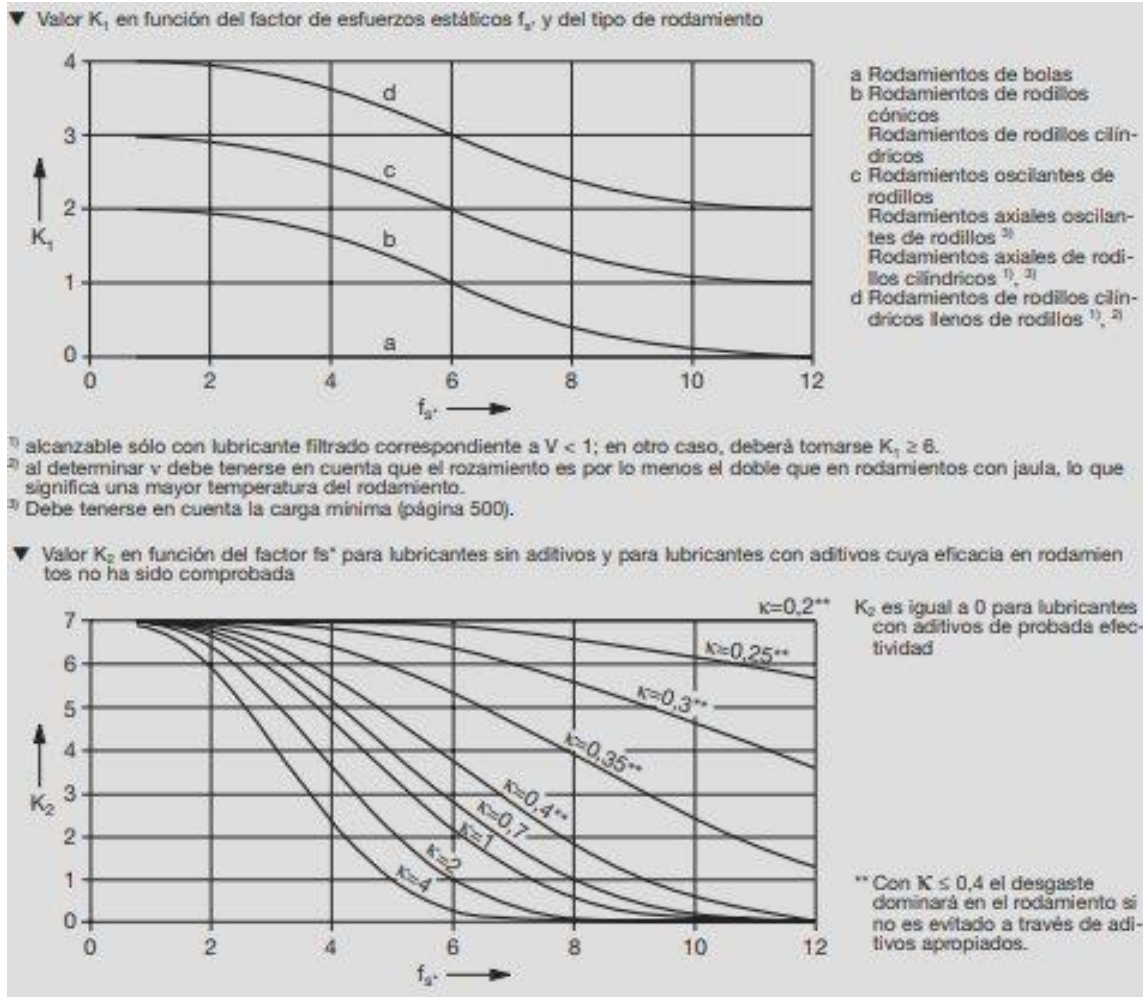 ▼ Valor K₁ en función del factor de esfuerzos estáticos fₛ* y del tipo de rodamiento
4
3
2
1
0
K₁
d
c
b
a
0 2 4 6 8 10 12
fₛ*
a Rodamientos de bolas
b Rodamientos de rodillos
cónicos
Rodamientos de rodillos cilín-
dricos
c Rodamientos oscilantes de
rodillos
Rodamientos axiales oscilan-
tes de rodillos ³⁾
Rodamientos axiales de rodi-
llos cilíndricos ¹⁾, ³⁾
d Rodamientos de rodillos cilín-
dricos llenos de rodillos ¹⁾, ²⁾
¹⁾ alcanzable sólo con lubricante filtrado correspondiente a V < 1; en otro caso, deberá tomarse K₁ ≥ 6.
²⁾ al determinar ν debe tenerse en cuenta que el rozamiento es por lo menos el doble que en rodamientos con jaula, lo que
significa una mayor temperatura del rodamiento.
³⁾ Debe tenerse en cuenta la carga mínima (página 500).
▼ Valor K₂ en función del factor fs* para lubricantes sin aditivos y para lubricantes con aditivos cuya eficacia en rodamien
tos no ha sido comprobada
7
6
5
4
3
2
1
0
K₂
κ=0,2**
κ=0,25**
κ=0,3**
κ=0,35**
κ=0,4**
κ=0,7
κ=1
κ=2
κ=4
0 2 4 6 8 10 12
fₛ*
K₂ es igual a 0 para lubricantes
con aditivos de probada efec-
tividad
** Con K ≤ 0,4 el desgaste
dominará en el rodamiento si
no es evitado a través de adi-
tivos apropiados.